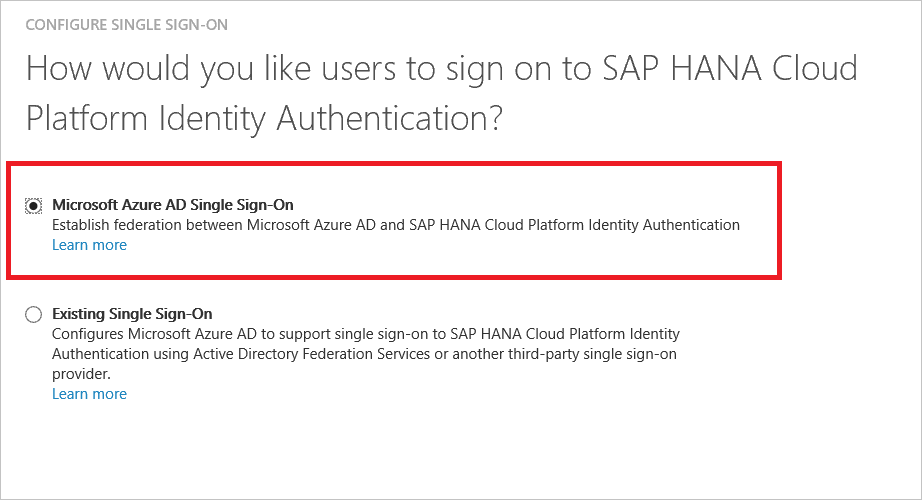 CONFIGURE SINGLE SIGN-ON
How would you like users to sign on to SAP HANA Cloud
Platform Identity Authentication?
Microsoft Azure AD Single Sign-On
Establish federation between Microsoft Azure AD and SAP HANA Cloud Platform Identity Authentication
Learn more
Existing Single Sign-On
Configures Microsoft Azure AD to support single sign-on to SAP HANA Cloud Platform Identity
Authentication using Active Directory Federation Services or another third-party single sign-on
provider.
Learn more